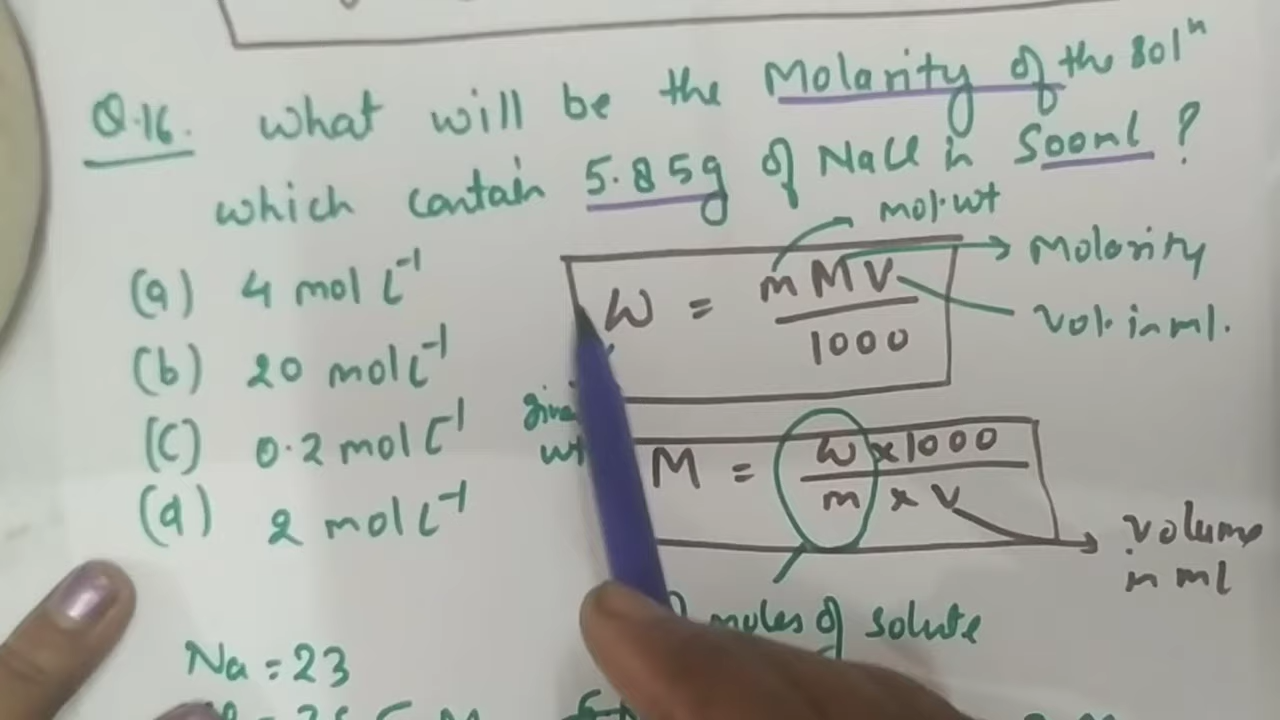 Q.16. What will be the Molarity of the solⁿ
which contain 5.85g of NaCl in 500ml ?
mol. wt
(a) 4 mol L⁻¹
W = m M V / 1000
Molarity
Vol. in ml.
(b) 20 mol L⁻¹
(C) 0.2 mol L⁻¹
M = W x 1000 / m x V
(d) 2 mol L⁻¹
volume
in ml
moles of solute
Na = 23